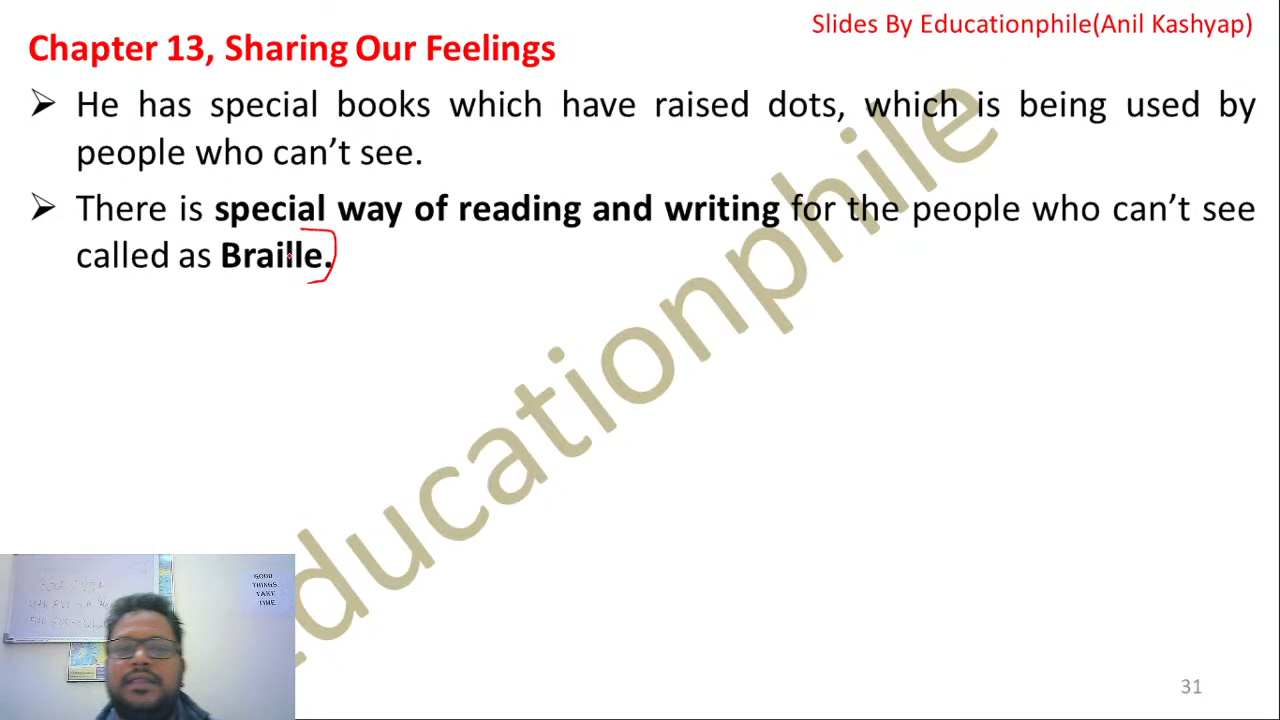 Slides By Educationphile(Anil Kashyap)
Chapter 13, Sharing Our Feelings
➢ He has special books which have raised dots, which is being used by
people who can't see.
➢ There is special way of reading and writing for the people who can't see
called as Braille.
Educationphile
GOOD
THINGS
TAKE
TIME
31